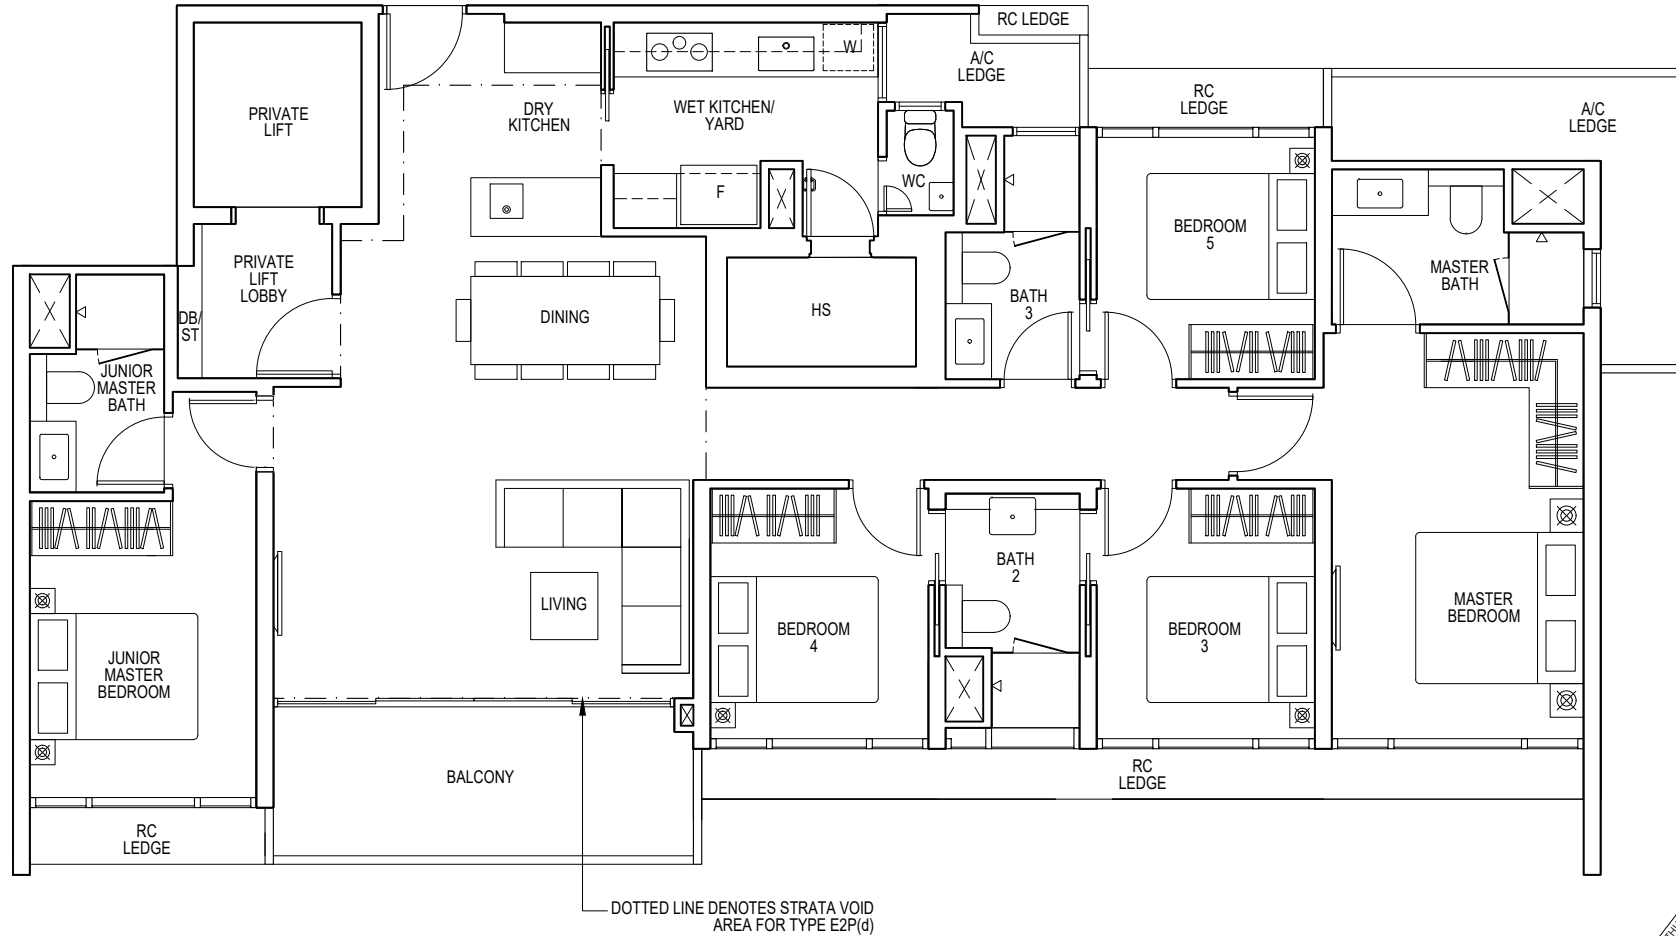 RC LEDGE
A/C
LEDGE
RC
LEDGE
A/C
LEDGE
PRIVATE
LIFT
DRY
KITCHEN
WET KITCHEN/
YARD
W
F
WC
BEDROOM
5
MASTER
BATH
PRIVATE
LIFT
LOBBY
DB/
ST
DINING
HS
BATH
3
JUNIOR
MASTER
BATH
LIVING
BATH
2
BEDROOM
4
BEDROOM
3
MASTER
BEDROOM
JUNIOR
MASTER
BEDROOM
BALCONY
RC
LEDGE
RC
LEDGE
DOTTED LINE DENOTES STRATA VOID
AREA FOR TYPE E2P(d)